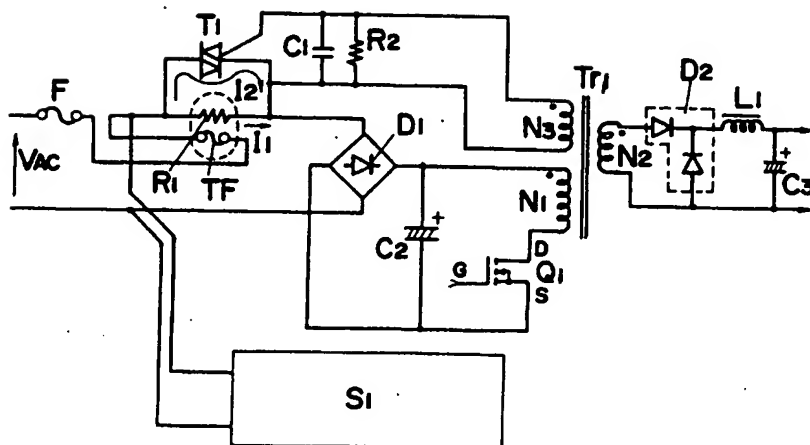 T1
C1
R2
Tr1
D2
F
I2
N3
L1
I1
D1
N2
VAC
R1
TF
N1
C3
+
C2
+
D
G
Q1
S
S1